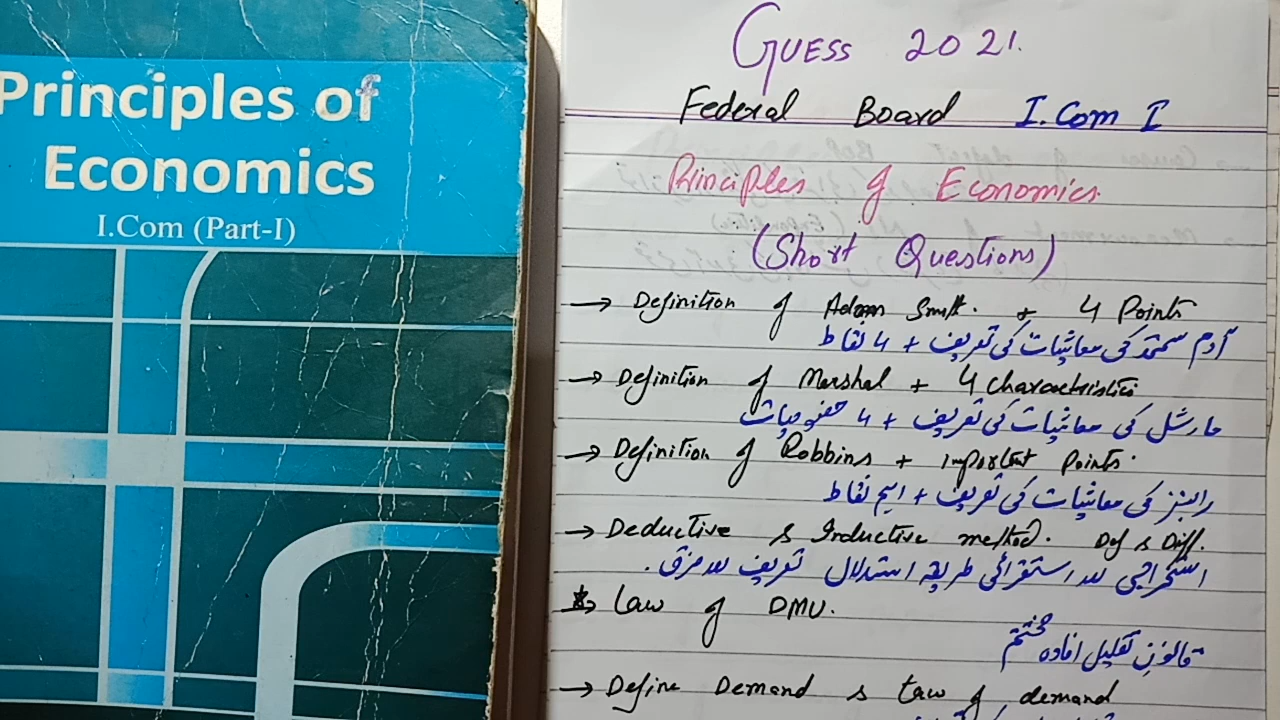 Principles of
Economics
I.Com (Part-I)
GUESS 2021.
Federal Board I.Com I
Principles of Economics
(Short Questions)
→ Definition of Adam Smith. + 4 Points
آدم سمتھ کی معاشیات کی تعریف + 4 نقاط
→ Definition of Marshal + 4 Characteristics
مارشل کی معاشیات کی تعریف + 4 خصوصیات
→ Definition of Robbins + important Points.
رابنز کی معاشیات کی تعریف + اہم نقاط
→ Deductive & Inductive method. Def & Diff.
استخراجی اور استقرائی طریقہ استدلال تعریف اور فرق.
→ Law of DMU.
قانونِ تقلیل افادہ مختتم
→ Define Demand & law of demand